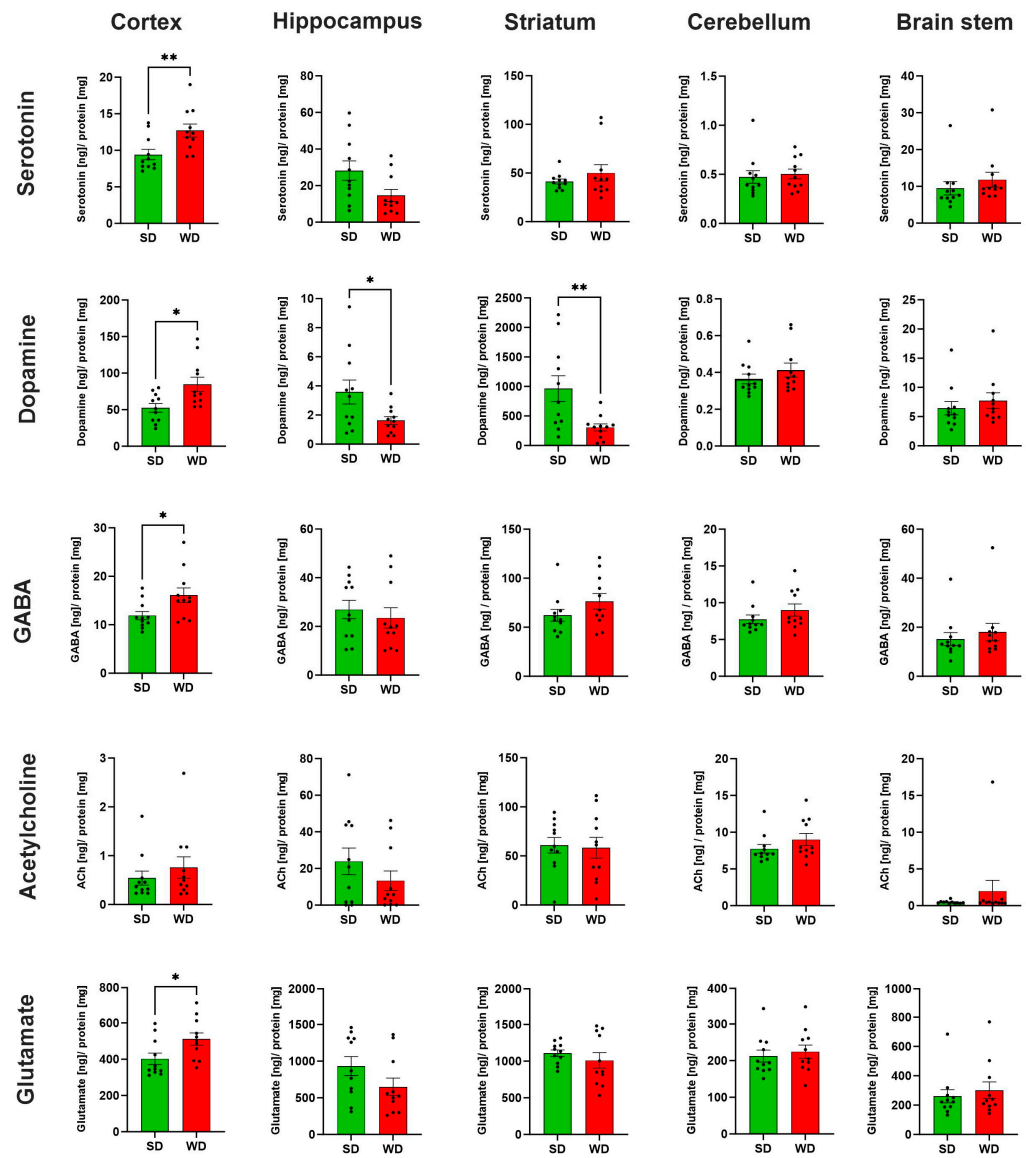 Cortex Hippocampus Striatum Cerebellum Brain stem
Serotonin
Serotonin [ng]/ protein [mg]
20
15
10
5
0
**
SD WD
Serotonin [ng]/ protein [mg]
80
60
40
20
0
SD WD
Serotonin [ng]/ protein [mg]
150
100
50
0
SD WD
Serotonin [ng]/ protein [mg]
1.5
1.0
0.5
0.0
SD WD
Serotonin [ng]/ protein [mg]
40
30
20
10
0
SD WD
Dopamine
Dopamine [ng]/ protein [mg]
200
150
100
50
0
*
SD WD
Dopamine [ng]/ protein [mg]
10
8
6
4
2
0
*
SD WD
Dopamine [ng]/ protein [mg]
2500
2000
1500
1000
500
0
**
SD WD
Dopamine [ng]/ protein [mg]
0.8
0.6
0.4
0.2
0.0
SD WD
Dopamine [ng]/ protein [mg]
25
20
15
10
5
0
SD WD
GABA
GABA [ng]/ protein [mg]
30
20
10
0
*
SD WD
GABA [ng]/ protein [mg]
60
40
20
0
SD WD
GABA [ng] / protein [mg]
150
100
50
0
SD WD
GABA [ng] / protein [mg]
20
15
10
5
0
SD WD
GABA [ng]/ protein [mg]
60
40
20
0
SD WD
Acetylcholine
ACh [ng]/ protein [mg]
3
2
1
0
SD WD
ACh [ng]/ protein [mg]
80
60
40
20
0
SD WD
ACh [ng]/ protein [mg]
150
100
50
0
SD WD
ACh [ng] / protein [mg]
20
15
10
5
0
SD WD
ACh [ng]/ protein [mg]
20
15
10
5
0
SD WD
Glutamate
Glutamate [ng]/ protein [mg]
800
600
400
200
0
*
SD WD
Glutamate [ng]/ protein [mg]
2000
1500
1000
500
0
SD WD
Glutamate [ng]/ protein [mg]
2000
1500
1000
500
0
SD WD
Glutamate [ng]/ protein [mg]
400
300
200
100
0
SD WD
Glutamate [ng]/ protein [mg]
1000
800
600
400
200
0
SD WD